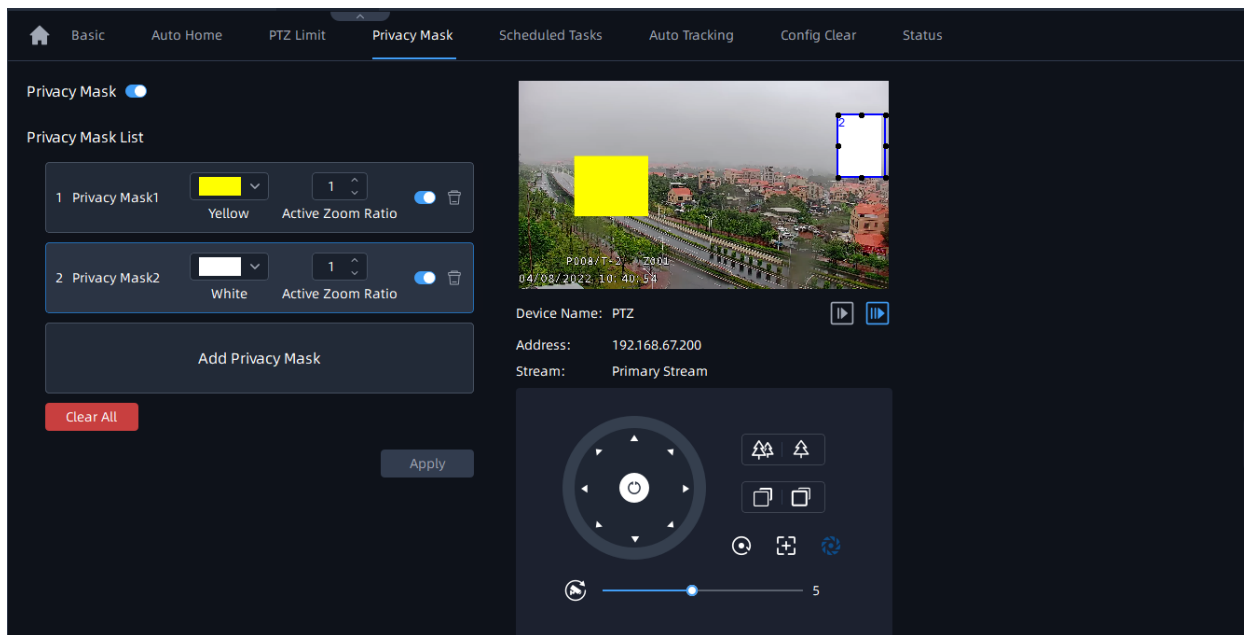 Basic Auto Home PTZ Limit Privacy Mask Scheduled Tasks Auto Tracking Config Clear Status
Privacy Mask
Privacy Mask List
1 Privacy Mask1 1
Yellow Active Zoom Ratio
2 Privacy Mask2 1
White Active Zoom Ratio
Add Privacy Mask
Clear All
Apply
2
04/08/2022 10:40:54
Device Name: PTZ
Address: 192.168.67.200
Stream: Primary Stream
5